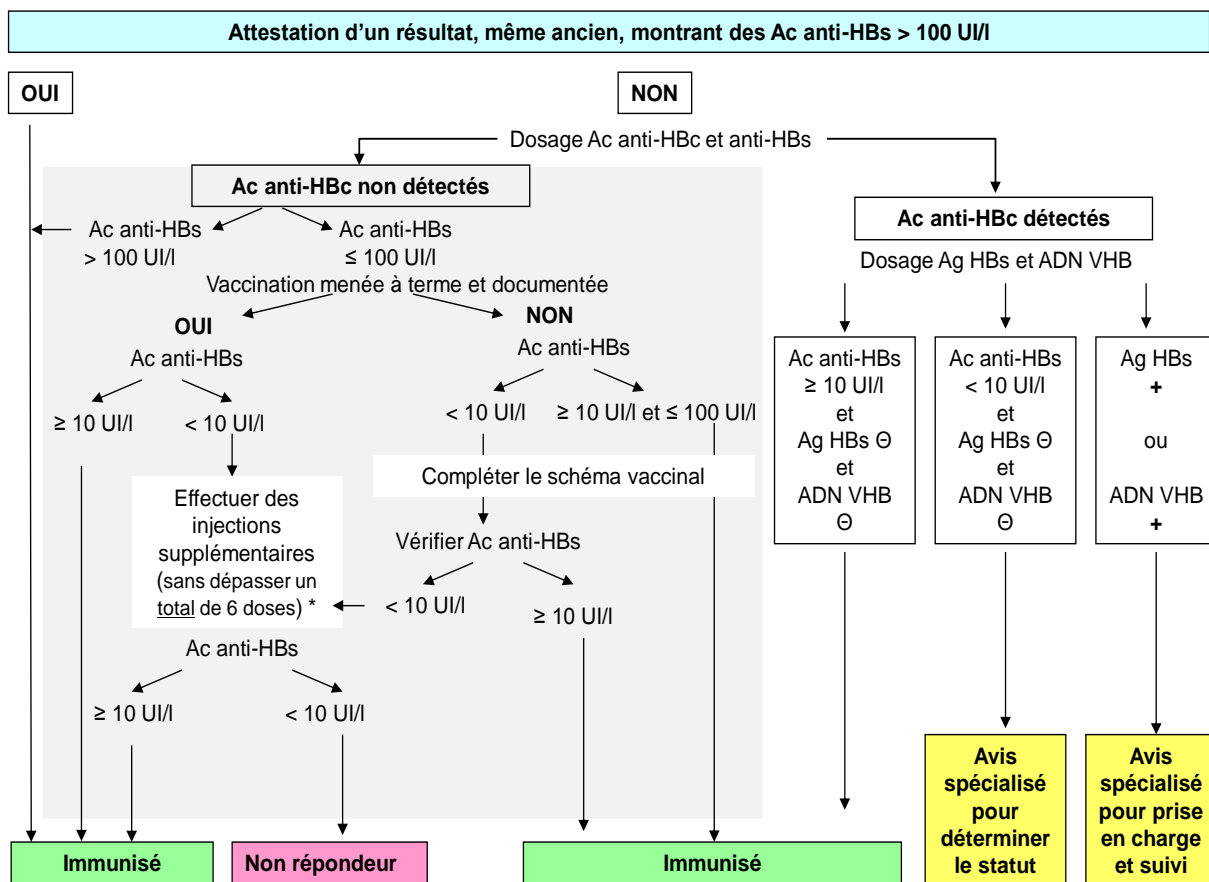 Attestation d'un résultat, même ancien, montrant des Ac anti-HBs > 100 UI/l
OUI
NON
Dosage Ac anti-HBc et anti-HBs
Ac anti-HBc non détectés
Ac anti-HBs
> 100 UI/l
Ac anti-HBs
≤ 100 UI/l
Vaccination menée à terme et documentée
OUI
Ac anti-HBs
≥ 10 UI/l
< 10 UI/l
Effectuer des
injections
supplémentaires
(sans dépasser un
total de 6 doses) *
Ac anti-HBs
≥ 10 UI/l
< 10 UI/l
NON
Ac anti-HBs
< 10 UI/l
≥ 10 UI/l et ≤ 100 UI/l
Compléter le schéma vaccinal
Vérifier Ac anti-HBs
< 10 UI/l
≥ 10 UI/l
Ac anti-HBc détectés
Dosage Ag HBs et ADN VHB
Ac anti-HBs
≥ 10 UI/l
et
Ag HBs Θ
et
ADN VHB
Θ
Ac anti-HBs
< 10 UI/l
et
Ag HBs Θ
et
ADN VHB
Θ
Ag HBs
+
ou
ADN VHB
+
Immunisé
Non répondeur
Immunisé
Avis
spécialisé
pour
déterminer
le statut
Avis
spécialisé
pour prise
en charge
et suivi